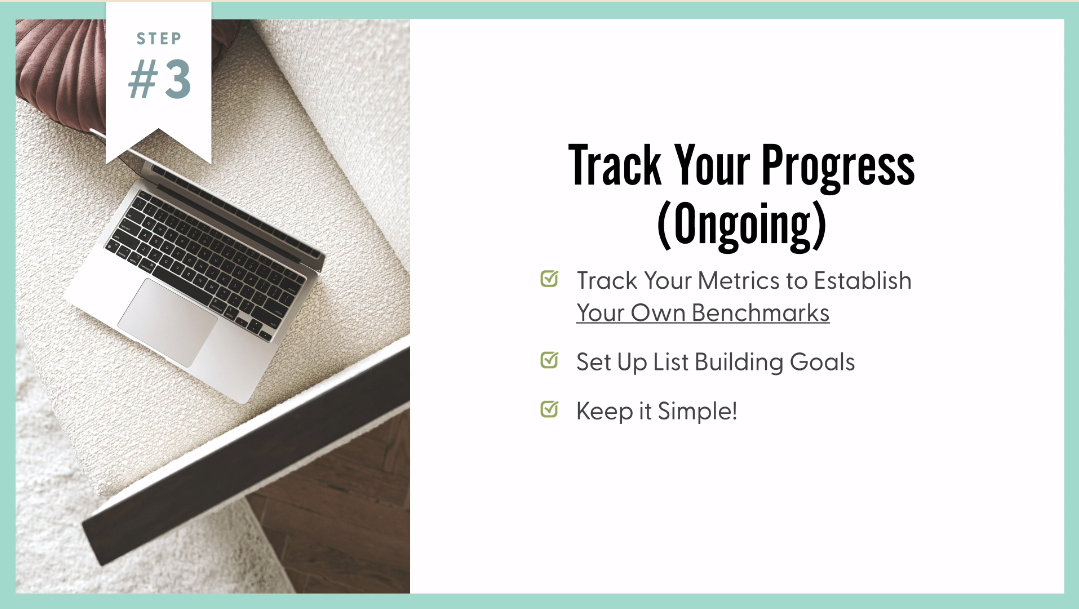 STEP
#3
Track Your Progress
(Ongoing)
Track Your Metrics to Establish
Your Own Benchmarks
Set Up List Building Goals
Keep it Simple!